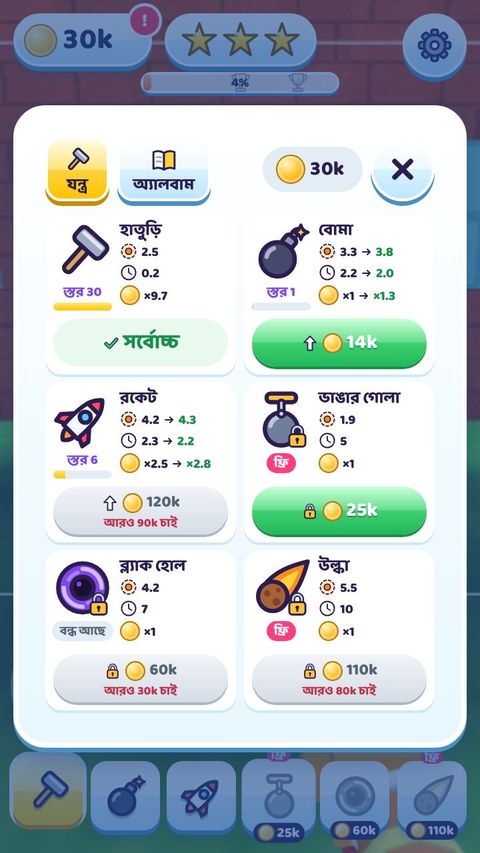 30k
!
4%
যন্ত্র
অ্যালবাম
30k
হাতুড়ি
2.5
0.2
স্তর 30
×9.7
সর্বোচ্চ
বোমা
3.3 → 3.8
2.2 → 2.0
স্তর 1
×1 → ×1.3
14k
রকেট
4.2 → 4.3
2.3 → 2.2
স্তর 6
×2.5 → ×2.8
120k
আরও 90k চাই
ভাঙার গোলা
1.9
5
ফ্রি
×1
25k
ব্ল্যাক হোল
4.2
7
বন্ধ আছে
×1
60k
আরও 30k চাই
উল্কা
5.5
10
ফ্রি
×1
110k
আরও 80k চাই
ফ্রি
ফ্রি
25k
60k
110k